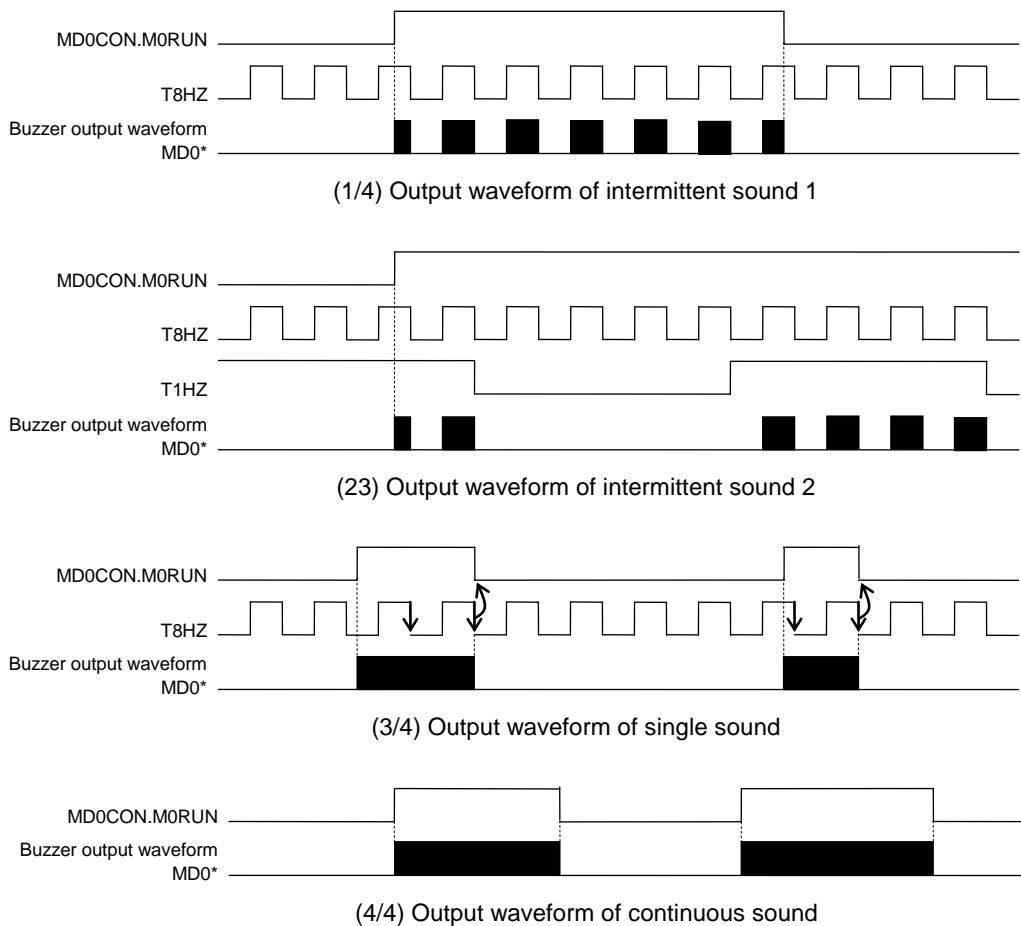 MD0CON.M0RUN
T8HZ
Buzzer output waveform
MD0*
(1/4) Output waveform of intermittent sound 1
MD0CON.M0RUN
T8HZ
T1HZ
Buzzer output waveform
MD0*
(23) Output waveform of intermittent sound 2
MD0CON.M0RUN
T8HZ
Buzzer output waveform
MD0*
(3/4) Output waveform of single sound
MD0CON.M0RUN
Buzzer output waveform
MD0*
(4/4) Output waveform of continuous sound